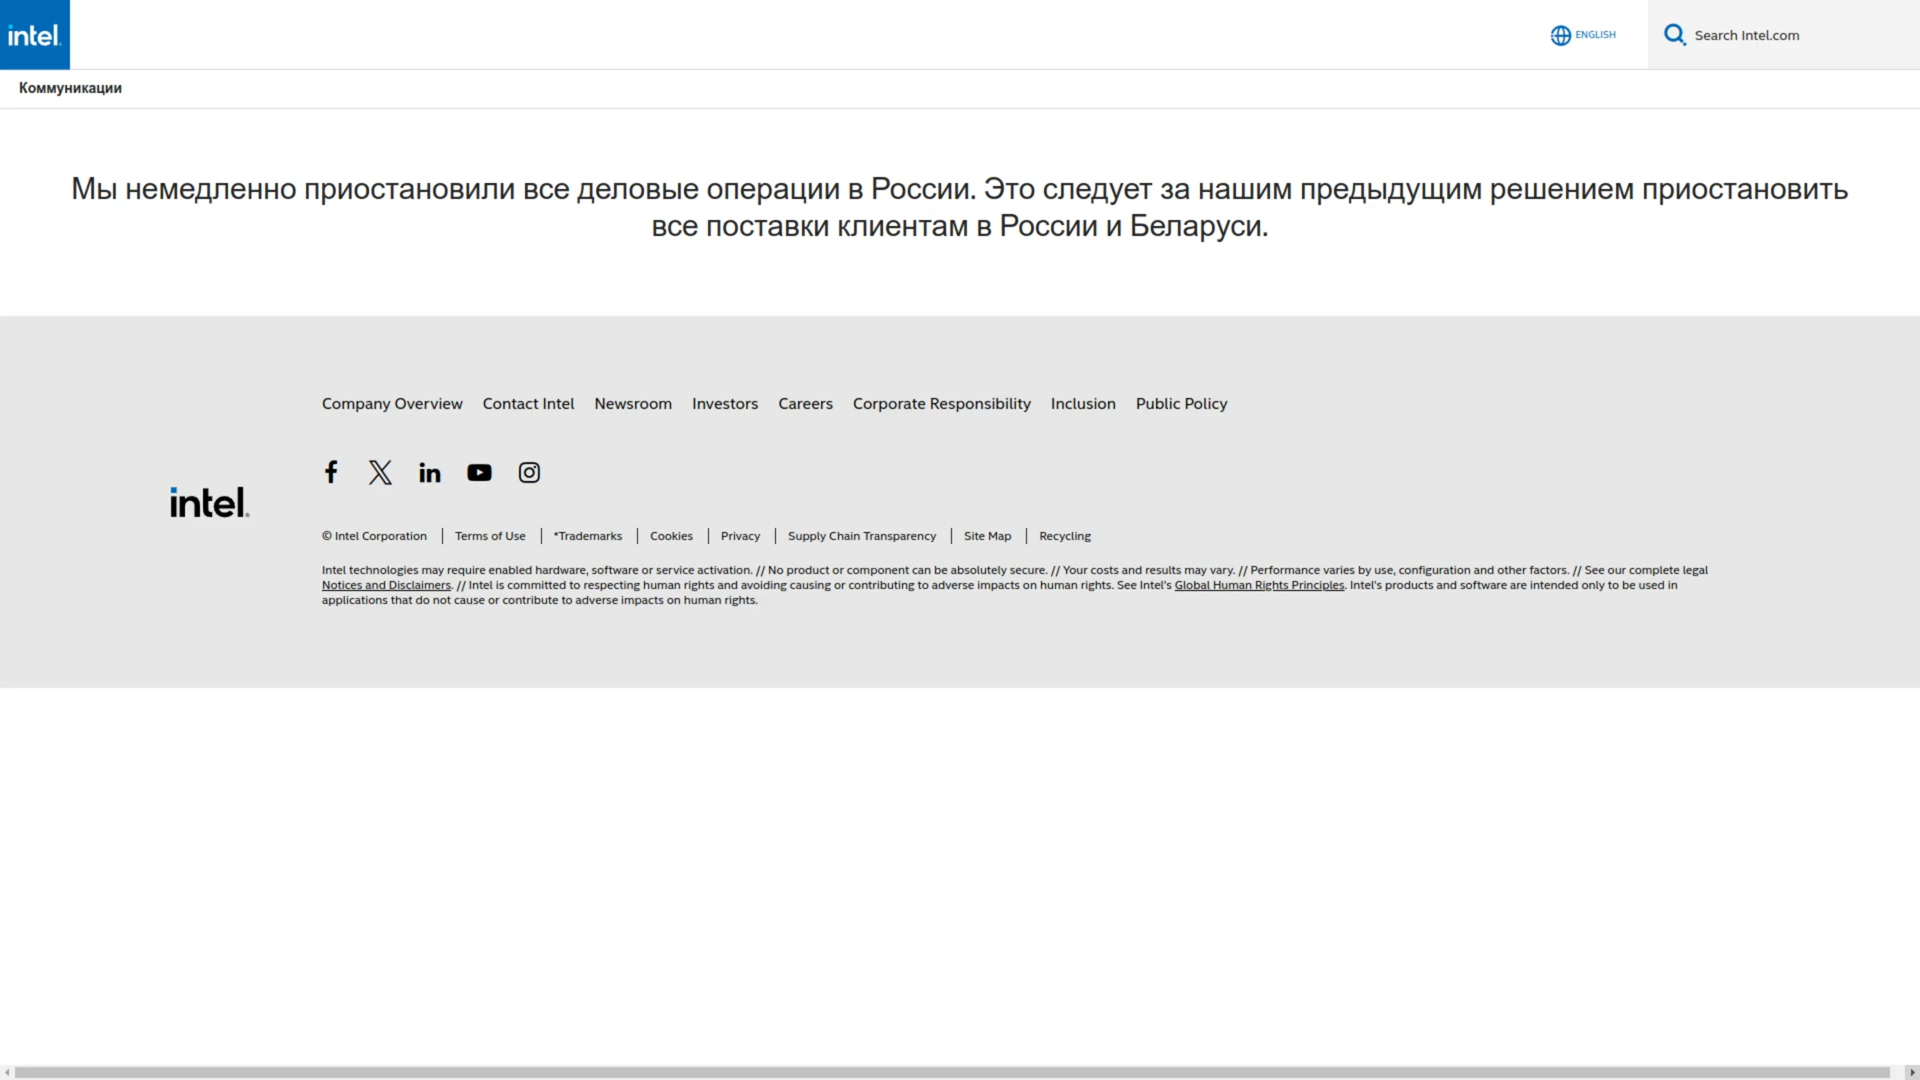 intel.
ENGLISH
Search Intel.com
Коммуникации
Мы немедленно приостановили все деловые операции в России. Это следует за нашим предыдущим решением приостановить
все поставки клиентам в России и Беларуси.
Company Overview Contact Intel Newsroom Investors Careers Corporate Responsibility Inclusion Public Policy
intel.
© Intel Corporation | Terms of Use | *Trademarks | Cookies | Privacy | Supply Chain Transparency | Site Map | Recycling
Intel technologies may require enabled hardware, software or service activation. // No product or component can be absolutely secure. // Your costs and results may vary. // Performance varies by use, configuration and other factors. // See our complete legal
Notices and Disclaimers. // Intel is committed to respecting human rights and avoiding causing or contributing to adverse impacts on human rights. See Intel's Global Human Rights Principles. Intel's products and software are intended only to be used in
applications that do not cause or contribute to adverse impacts on human rights.